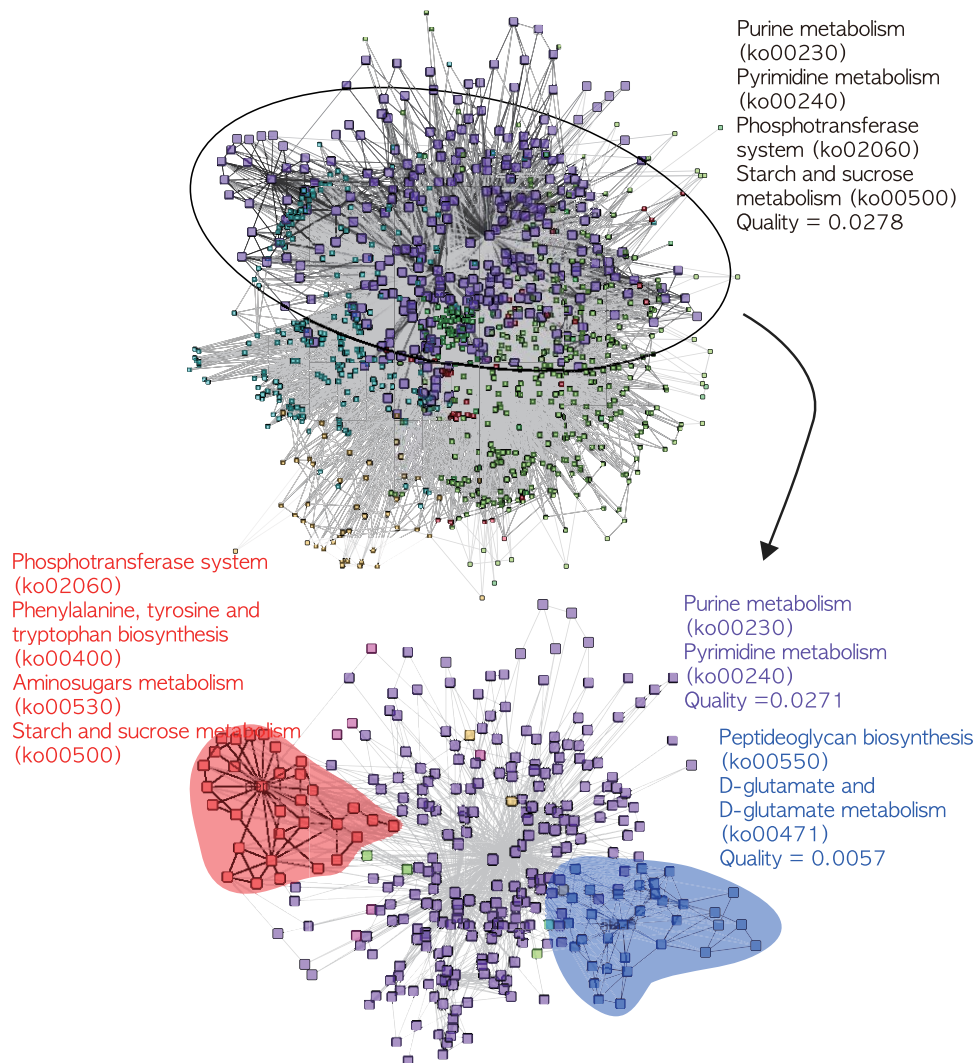 Purine metabolism
(ko00230)
Pyrimidine metabolism
(ko00240)
Phosphotransferase
system (ko02060)
Starch and sucrose
metabolism (ko00500)
Quality = 0.0278
Phosphotransferase system
(ko02060)
Phenylalanine, tyrosine and
tryptophan biosynthesis
(ko00400)
Aminosugars metabolism
(ko00530)
Starch and sucrose metabolism
(ko00500)
Purine metabolism
(ko00230)
Pyrimidine metabolism
(ko00240)
Quality =0.0271
Peptideoglycan biosynthesis
(ko00550)
D-glutamate and
D-glutamate metabolism
(ko00471)
Quality = 0.0057